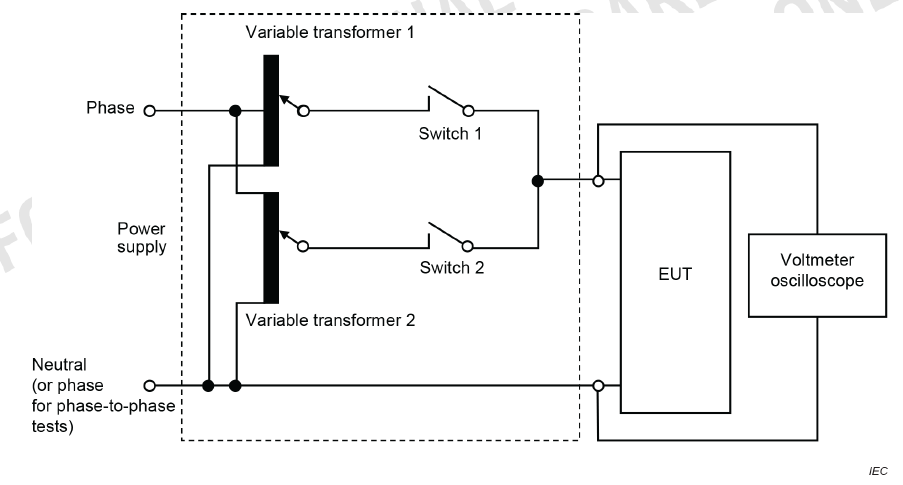 Variable transformer 1
Phase
Switch 1
Power
supply
Voltmeter
oscilloscope
EUT
Switch 2
Variable transformer 2
Neutral
(or phase
for phase-to-phase
tests)
IEC